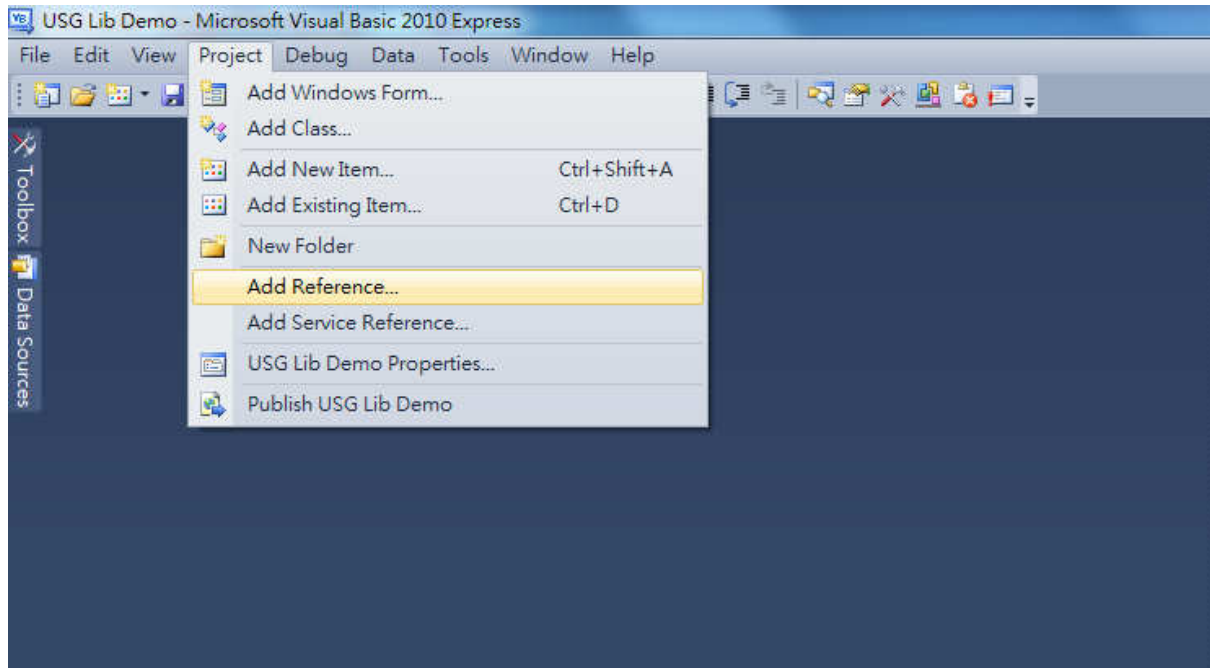 USG Lib Demo - Microsoft Visual Basic 2010 Express
File Edit View Project Debug Data Tools Window Help
Add Windows Form...
Add Class...
Add New Item... Ctrl+Shift+A
Add Existing Item... Ctrl+D
New Folder
Add Reference...
Add Service Reference...
USG Lib Demo Properties...
Publish USG Lib Demo
Toolbox
Data Sources